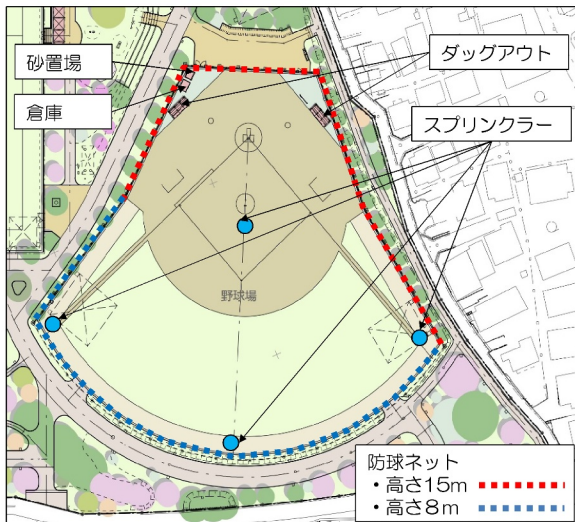 砂置場
ダッグアウト
倉庫
スプリンクラー
野球場
防球ネット
・高さ15m
・高さ8m